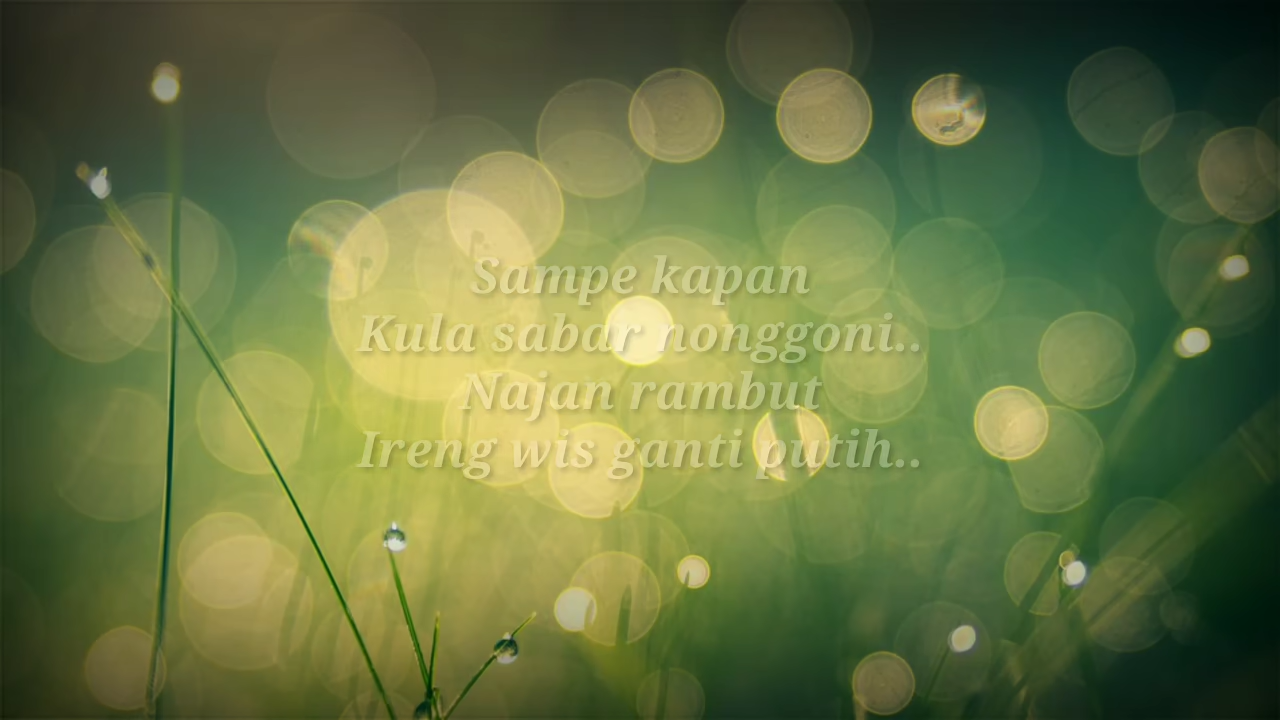 Sampe kapan
Kula sabar nonggoni..
Najan rambut
Ireng wis ganti putih..